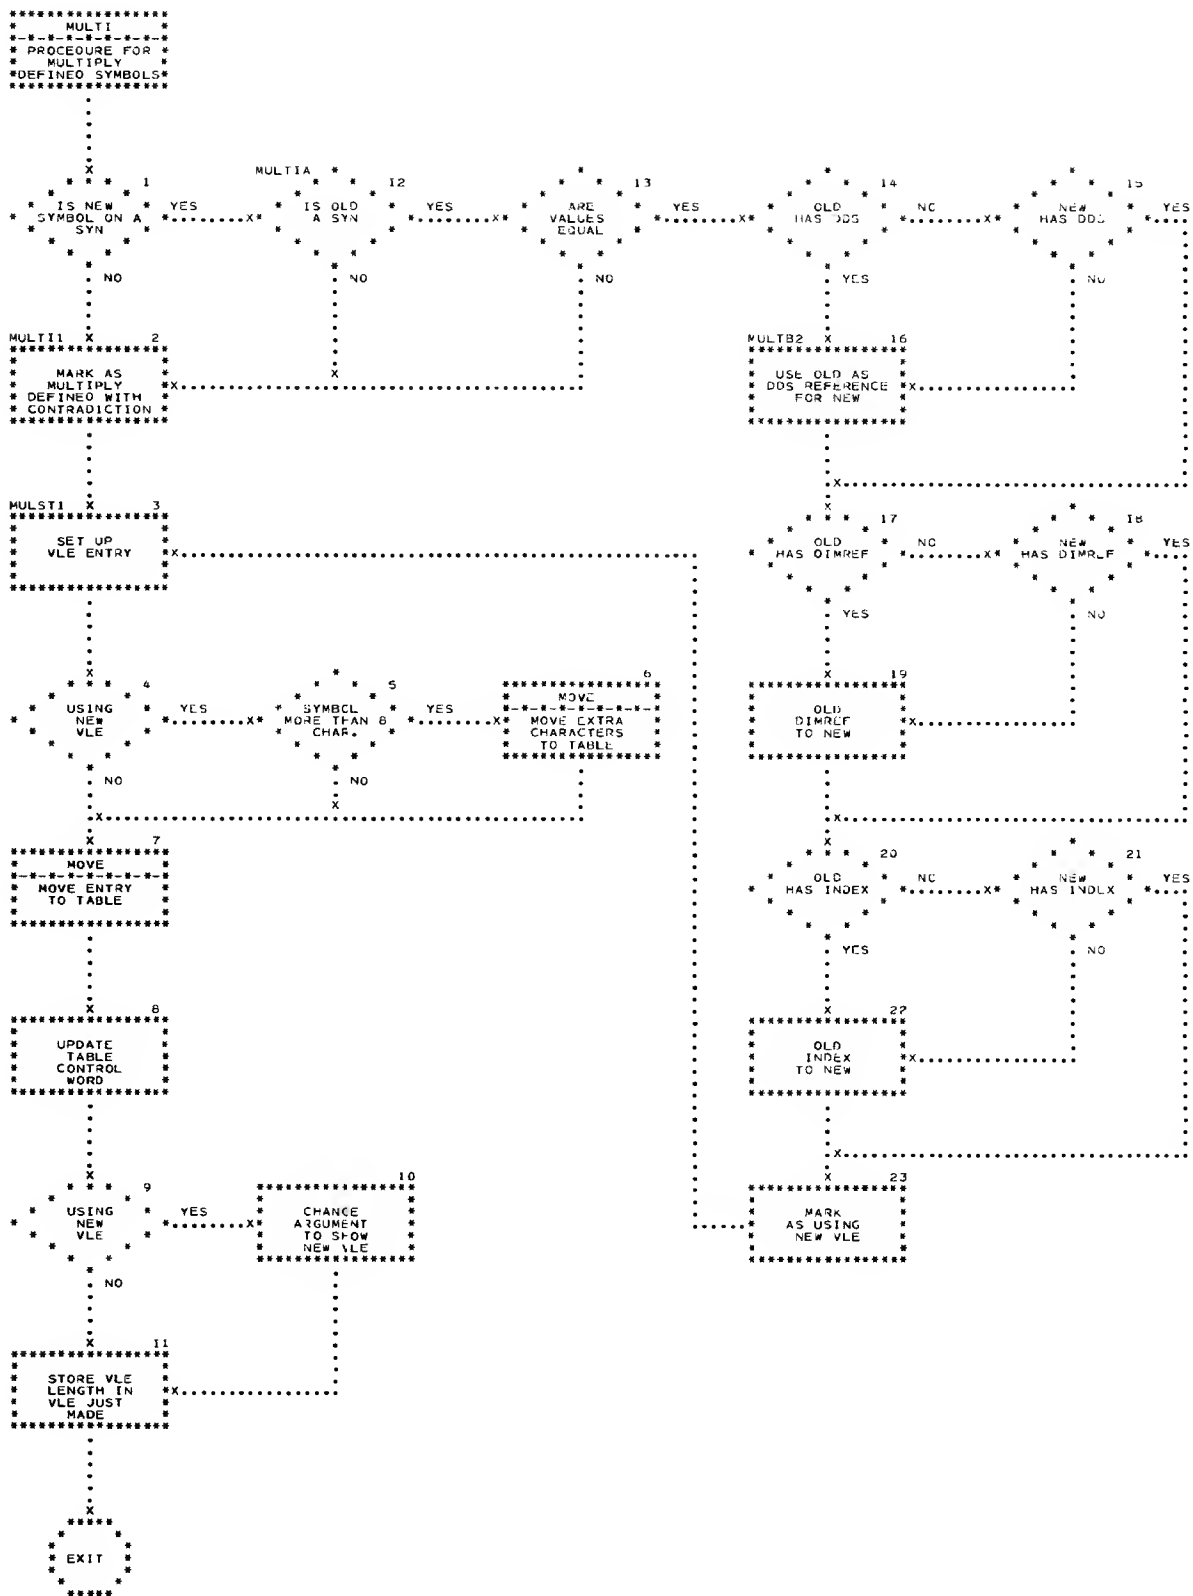 MULTI
PROCEDURE FOR
MULTIPLY
DEFINED SYMBOLS
1
IS NEW
SYMBOL ON A
SYN
YES
NO
MULTIA
12
IS OLD
A SYN
YES
NO
13
ARE
VALUES
EQUAL
YES
NO
14
OLD
HAS DDS
NO
YES
15
NEW
HAS DDS
YES
NO
MULTI1
2
MARK AS
MULTIPLY
DEFINED WITH
CONTRADICTION
MULTB2
16
USE OLD AS
DDS REFERENCE
FOR NEW
MULST1
3
SET UP
VLE ENTRY
17
OLD
HAS DIMREF
NO
YES
18
NEW
HAS DIMREF
YES
NO
4
USING
NEW
VLE
YES
NO
5
SYMBOL
MORE THAN 8
CHAR.
YES
NO
6
MOVE
MOVE EXTRA
CHARACTERS
TO TABLE
19
OLD
DIMREF
TO NEW
7
MOVE
MOVE ENTRY
TO TABLE
20
OLD
HAS INDEX
NO
YES
21
NEW
HAS INDEX
YES
NO
8
UPDATE
TABLE
CONTROL
WORD
22
OLD
INDEX
TO NEW
9
USING
NEW
VLE
YES
NO
10
CHANGE
ARGUMENT
TO SHOW
NEW VLE
23
MARK
AS USING
NEW VLE
11
STORE VLE
LENGTH IN
VLE JUST
MADE
EXIT